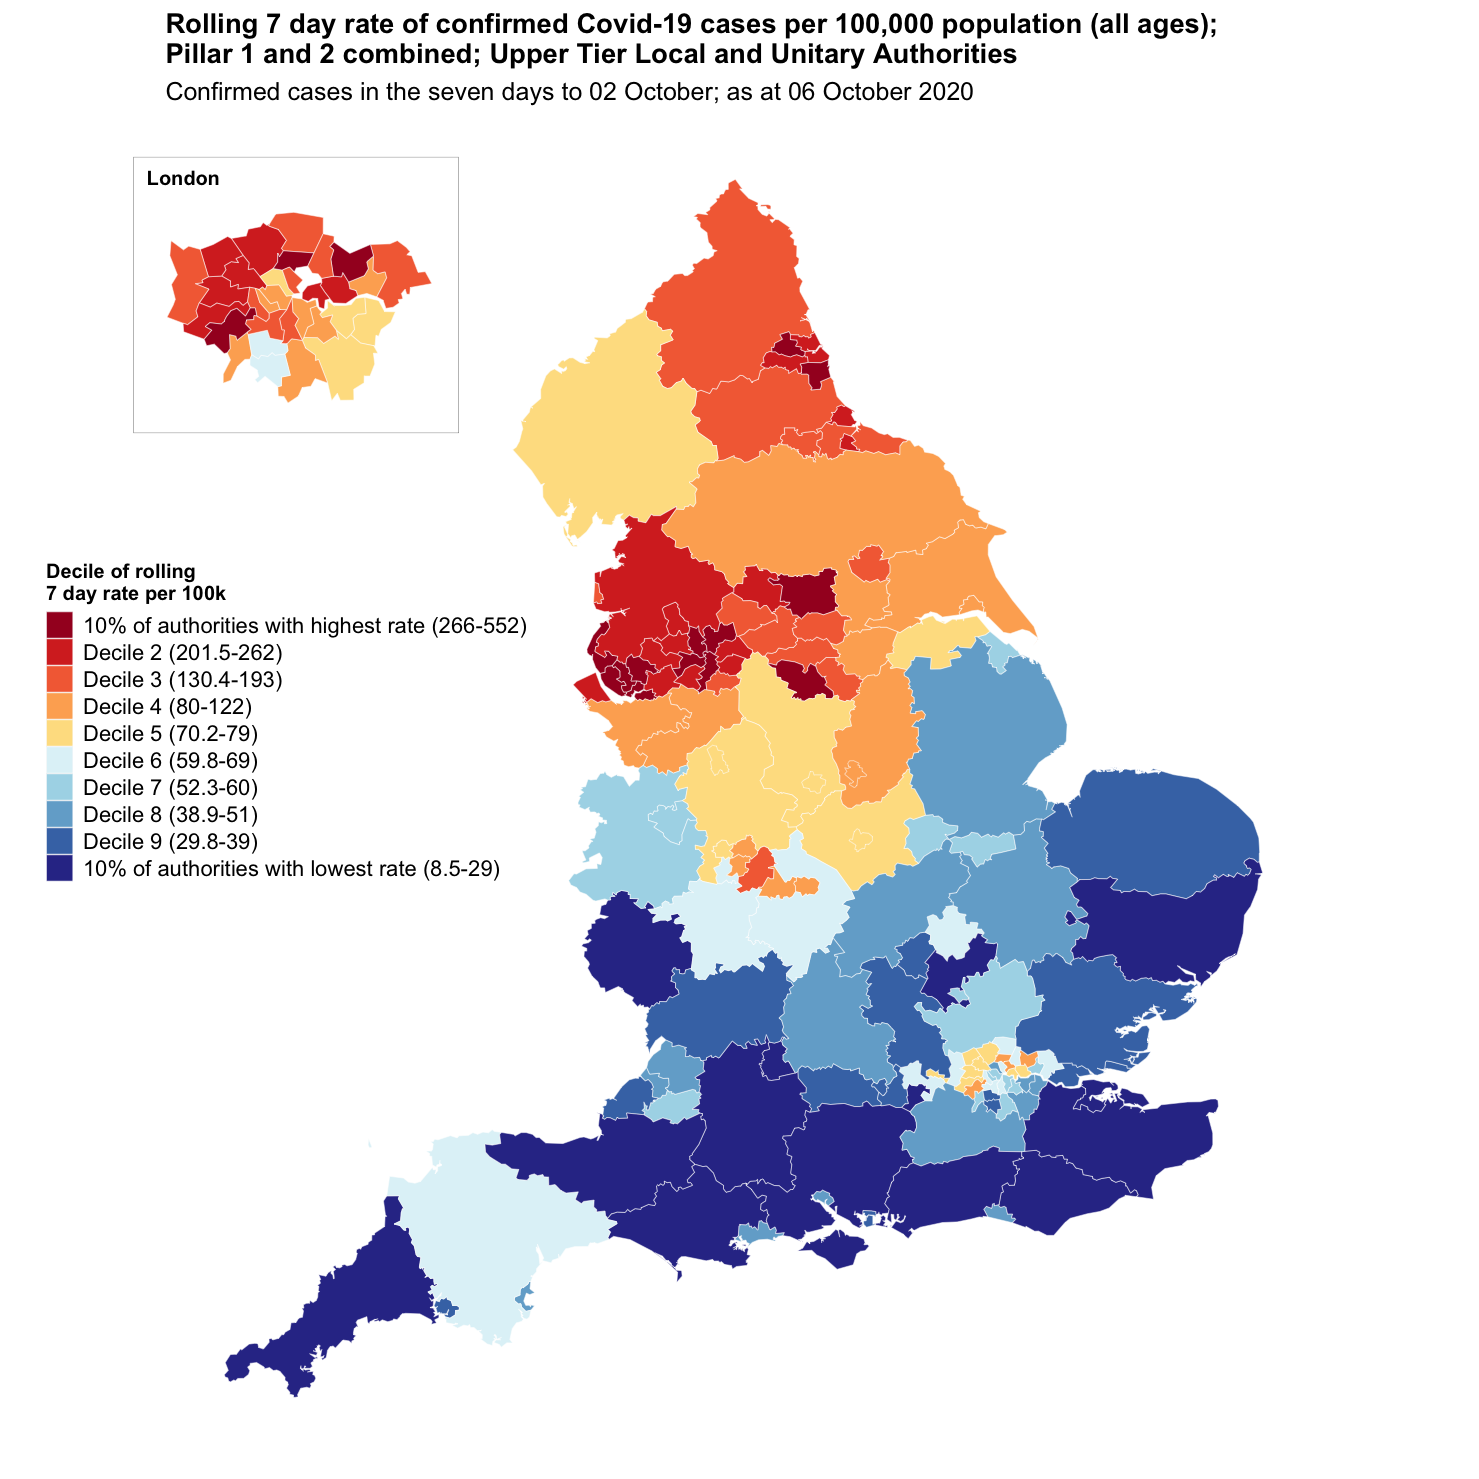 Rolling 7 day rate of confirmed Covid-19 cases per 100,000 population (all ages);
Pillar 1 and 2 combined; Upper Tier Local and Unitary Authorities
Confirmed cases in the seven days to 02 October; as at 06 October 2020
London
Decile of rolling
7 day rate per 100k
10% of authorities with highest rate (266-552)
Decile 2 (201.5-262)
Decile 3 (130.4-193)
Decile 4 (80-122)
Decile 5 (70.2-79)
Decile 6 (59.8-69)
Decile 7 (52.3-60)
Decile 8 (38.9-51)
Decile 9 (29.8-39)
10% of authorities with lowest rate (8.5-29)